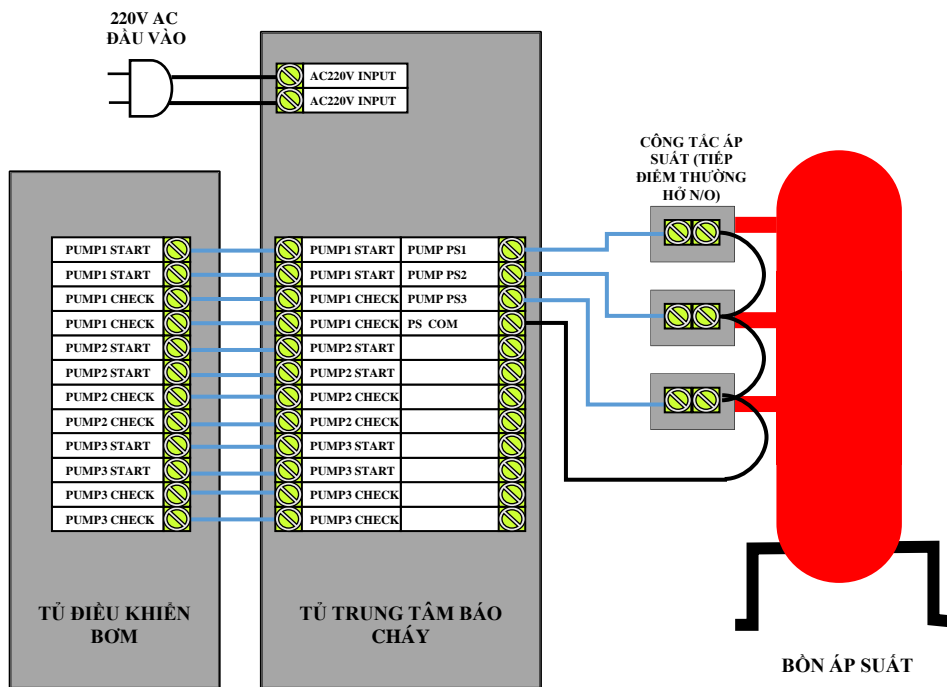 220V AC
ĐẦU VÀO
AC220V INPUT
AC220V INPUT
CÔNG TẮC ÁP
SUẤT (TIẾP
ĐIỂM THƯỜNG
HỞ N/O)
PUMP1 START
PUMP1 START
PUMP1 CHECK
PUMP1 CHECK
PUMP2 START
PUMP2 START
PUMP2 CHECK
PUMP2 CHECK
PUMP3 START
PUMP3 START
PUMP3 CHECK
PUMP3 CHECK
PUMP1 START PUMP PS1
PUMP1 START PUMP PS2
PUMP1 CHECK PUMP PS3
PUMP1 CHECK PS COM
PUMP2 START
PUMP2 START
PUMP2 CHECK
PUMP2 CHECK
PUMP3 START
PUMP3 START
PUMP3 CHECK
PUMP3 CHECK
TỦ ĐIỀU KHIỂN
BƠM
TỦ TRUNG TÂM BÁO
CHÁY
BỒN ÁP SUẤT